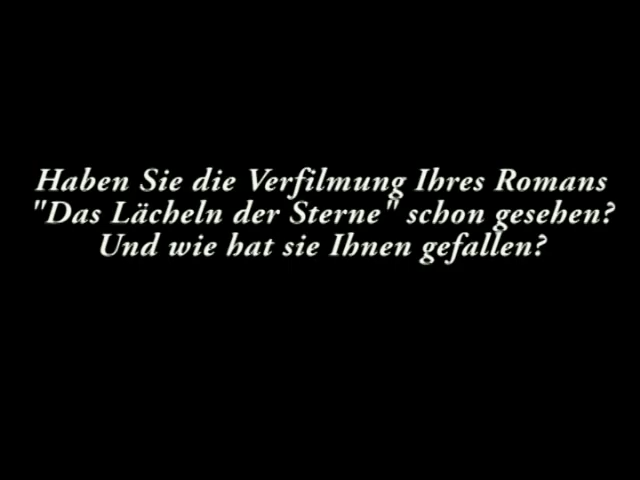 Haben Sie die Verfilmung Ihres Romans
"Das Lächeln der Sterne" schon gesehen?
Und wie hat sie Ihnen gefallen?